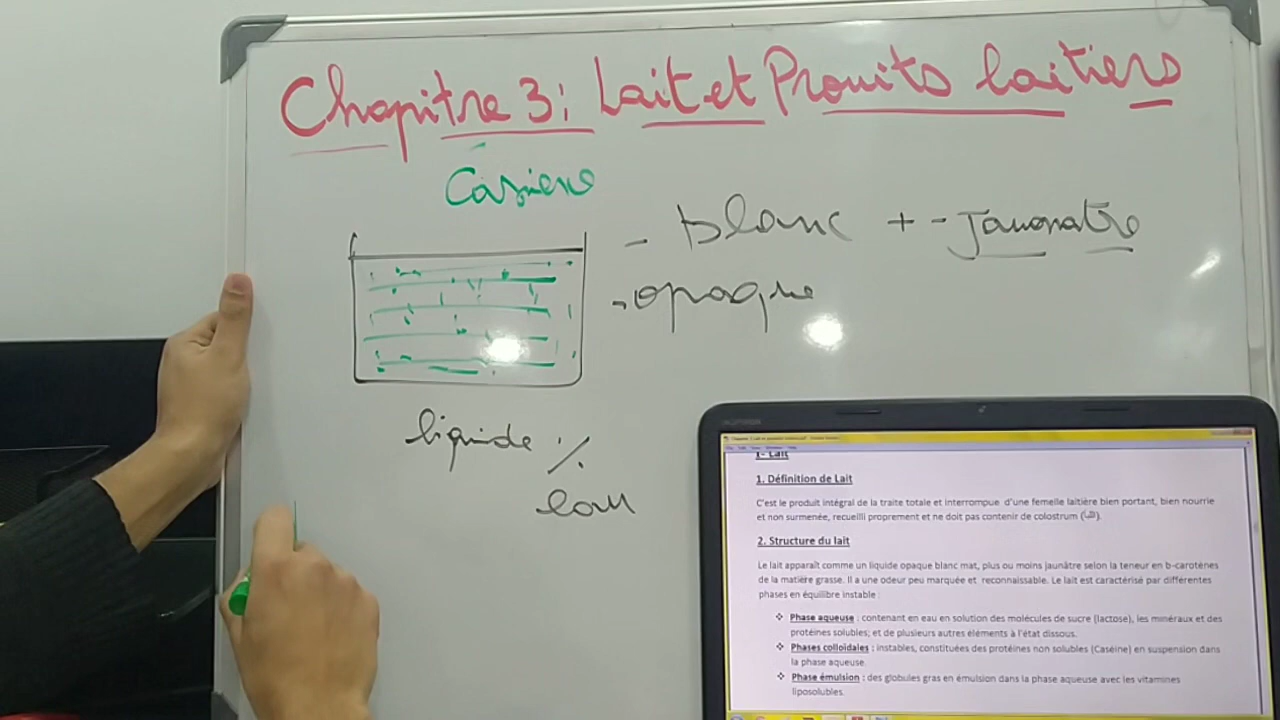 Chapitre 3: Lait et Prouits laitiers
Caséine
- Blanc + - Jaunatre
- opaque
liquide %
eau
1- Lait
1. Définition de Lait
C'est le produit intégral de la traite totale et interrompue d'une femelle laitière bien portant, bien nourrie
et non surmenée, recueilli proprement et ne doit pas contenir de colostrum (اللبأ).
2. Structure du lait
Le lait apparaît comme un liquide opaque blanc mat, plus ou moins jaunâtre selon la teneur en b-carotènes
de la matière grasse. Il a une odeur peu marquée et reconnaissable. Le lait est caractérisé par différentes
phases en équilibre instable :
❖ Phase aqueuse : contenant en eau en solution des molécules de sucre (lactose), les minéraux et des
protéines solubles; et de plusieurs autres éléments à l'état dissous.
❖ Phases colloïdales : instables, constituées des protéines non solubles (Caséine) en suspension dans
la phase aqueuse.
❖ Phase émulsion : des globules gras en émulsion dans la phase aqueuse avec les vitamines
liposolubles.